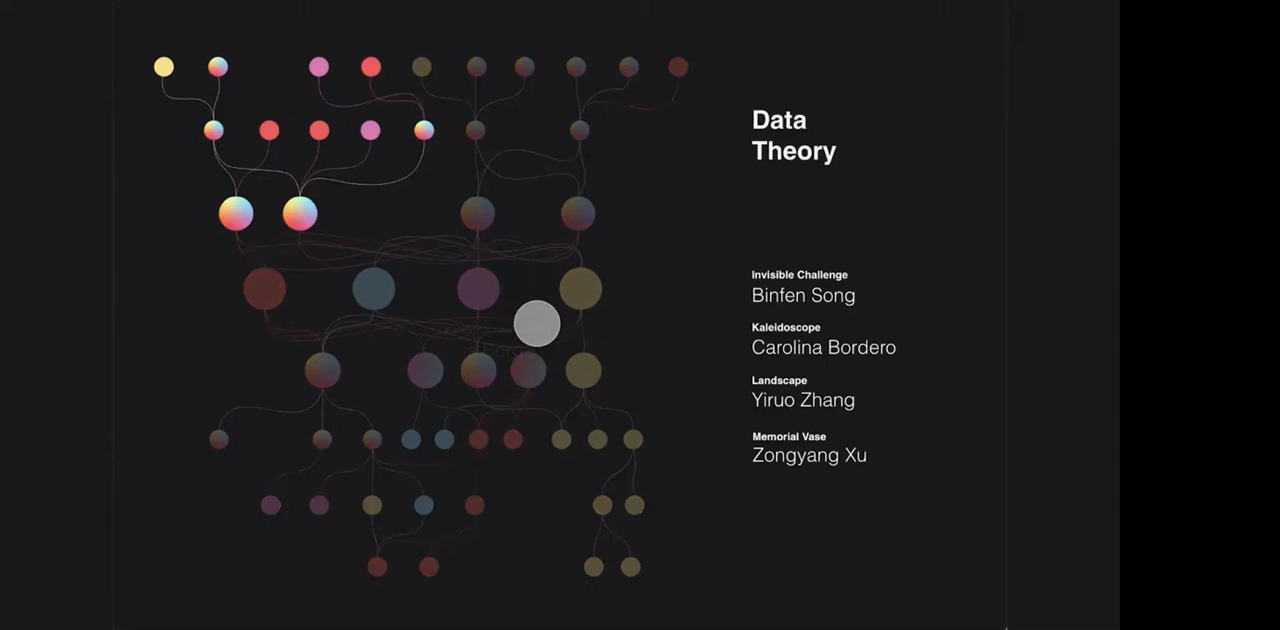 Data
Theory
Invisible Challenge
Binfen Song
Kaleidoscope
Carolina Bordero
Landscape
Yiruo Zhang
Memorial Vase
Zongyang Xu